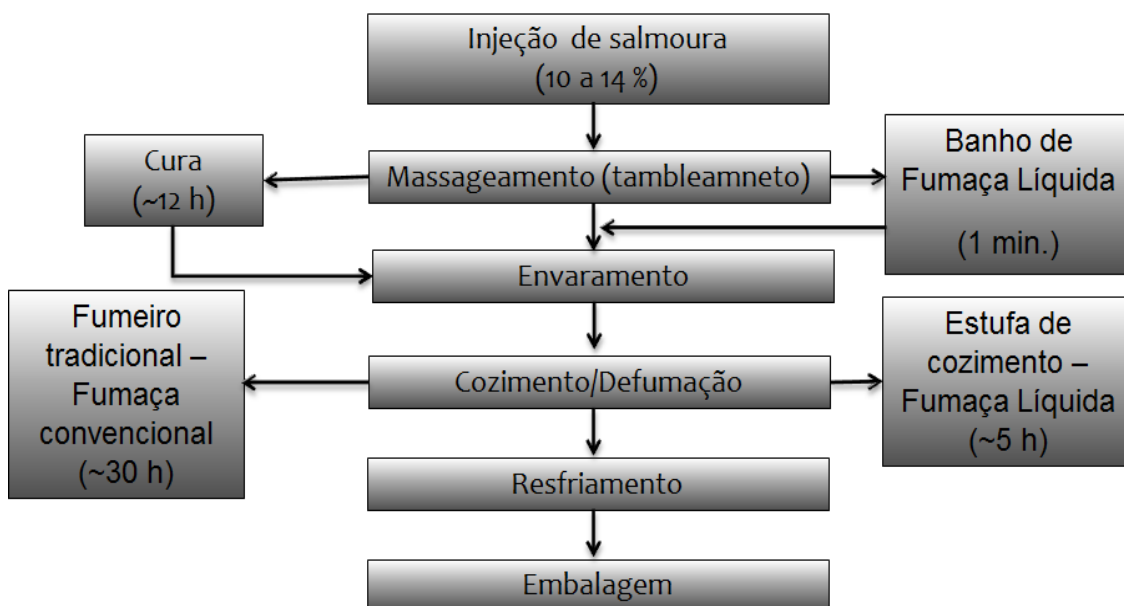 Injeção de salmoura
(10 a 14 %)
Cura
(~12 h)
Massageamento (tambleamneto)
Banho de
Fumaça Líquida
(1 min.)
Envaramento
Fumeiro
tradicional –
Fumaça
convencional
(~30 h)
Cozimento/Defumação
Estufa de
cozimento –
Fumaça Líquida
(~5 h)
Resfriamento
Embalagem